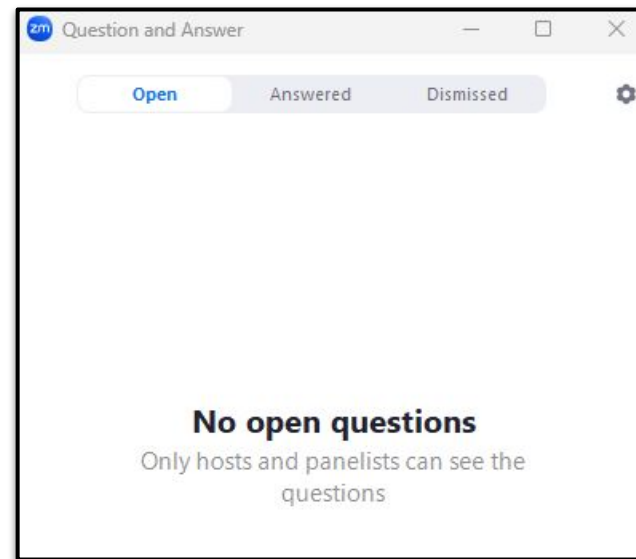 zm Question and Answer
Open Answered Dismissed
No open questions
Only hosts and panelists can see the
questions